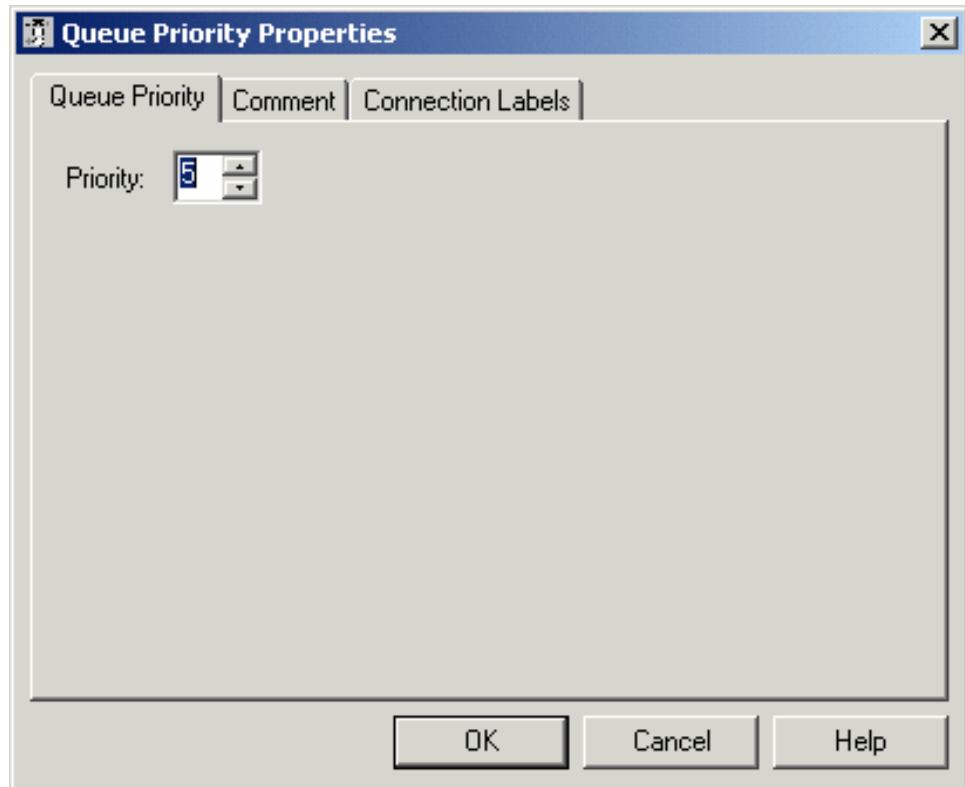 Queue Priority Properties
Queue Priority Comment Connection Labels
Priority: 5
OK Cancel Help